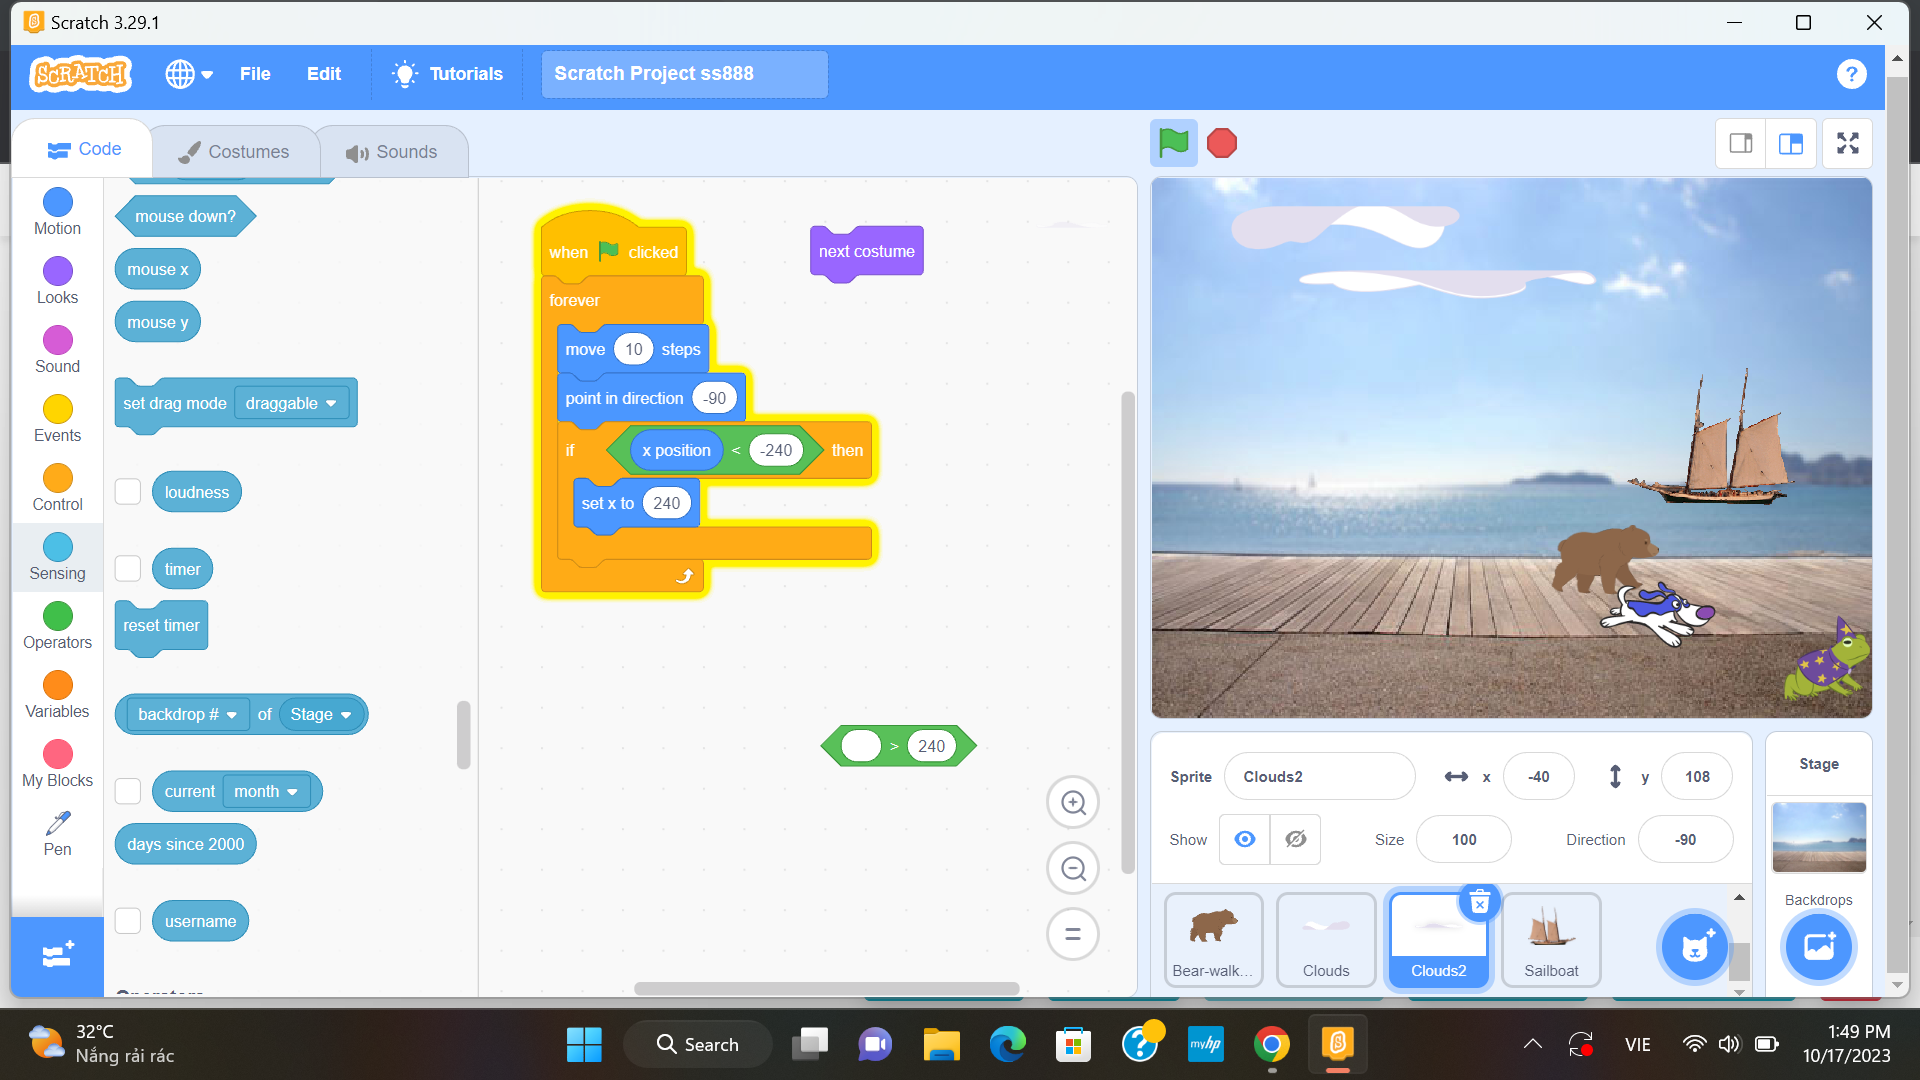 Scratch 3.29.1
SCRATCH
File
Edit
Tutorials
Scratch Project ss888
?
Code
Costumes
Sounds
Motion
Looks
Sound
Events
Control
Sensing
Operators
Variables
My Blocks
Pen
mouse down?
mouse x
mouse y
set drag mode draggable
loudness
timer
reset timer
backdrop # of Stage
current month
days since 2000
username
when clicked
forever
move 10 steps
point in direction -90
if x position < -240 then
set x to 240
next costume
> 240
Sprite Clouds2 x -40 y 108
Show Size 100 Direction -90
Bear-walk...
Clouds
Clouds2
Sailboat
Stage
Backdrops
32°C
Nắng rải rác
Search
myhp
VIE
1:49 PM
10/17/2023